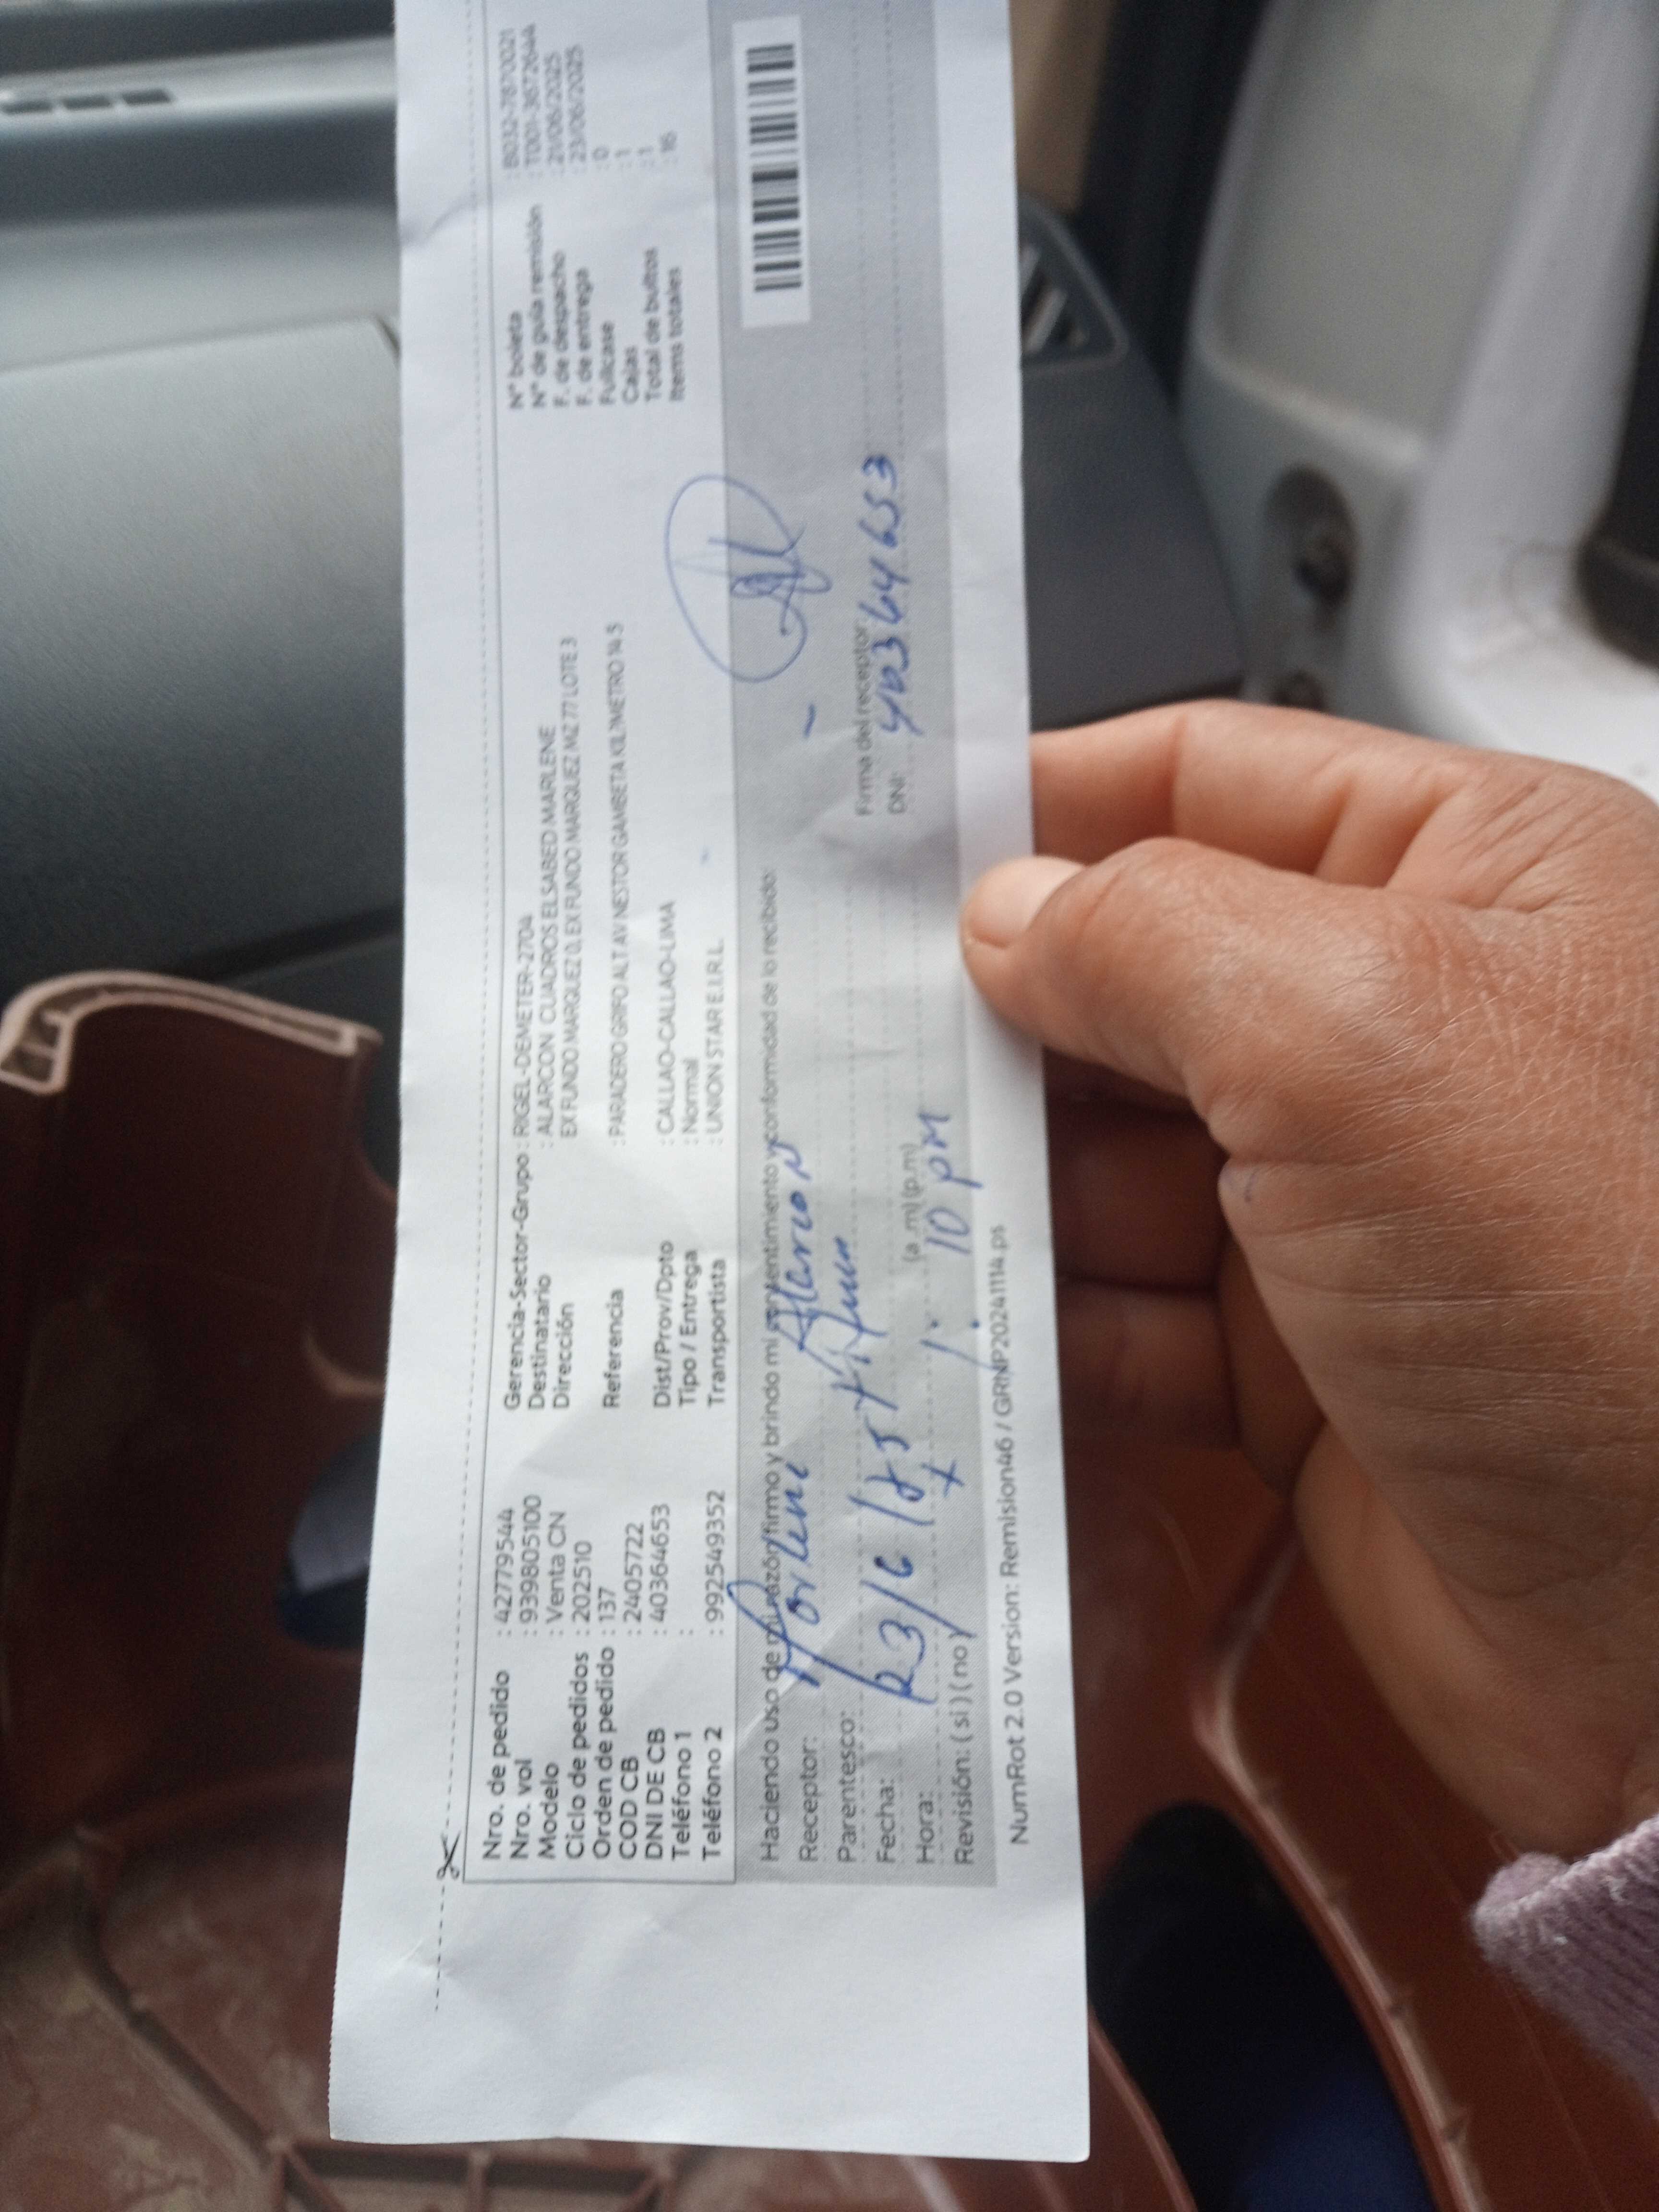 Nro. de pedido : 427779544
Nro. vol : 939805100
Modelo : Venta CN
Ciclo de pedidos : 202510
Orden de pedido : 137
COD CB : 2405722
DNI DE CB : 40364653
Teléfono 1 :
Teléfono 2 : 992549352
Gerencia-Sector-Grupo : RIGEL-DEMETER-2704
Destinatario : ALARCON CUADROS ELSABED MARLENE
Dirección EX FUNDO MARQUEZ 0, EX FUNDO MARQUEZ MZ 77 LOTE 3
Referencia : PARADERO GRIFO ALT AV NESTOR GAMBETA KILOMETRO 14 5
Dist/Prov/Dpto : CALLAO-CALLAO-LIMA
Tipo / Entrega : Normal
Transportista : UNION STAR E.I.R.L.
N° boleta : B032-78170021
N° de guía remisión : T001-3672644
F. de despacho : 21/06/2025
F. de entrega : 23/06/2025
Fullcase : 0
Cajas : 1
Total de bultos : 1
Items totales : 16
Haciendo uso de mi razón firmo y brindo mi consentimiento y conformidad de lo recibido:
Receptor: Marleni Alarcon
Parentesco:
Fecha: 23/6/25
Hora: 1:10 pm (a.m) (p.m)
Revisión: ( si ) ( no )
Firma del receptor
DNI: 40364653
NumRot 2.0 Version: Remision46 / GRNP20241114.ps